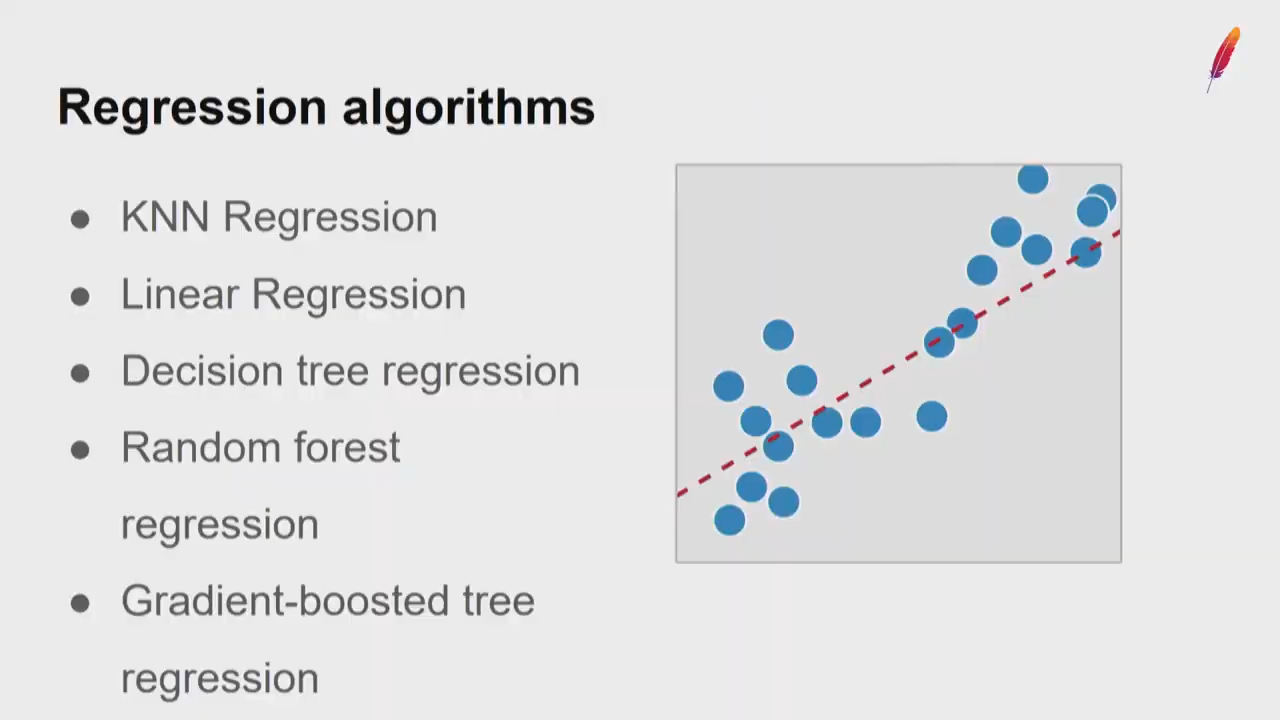 Regression algorithms
● KNN Regression
● Linear Regression
● Decision tree regression
● Random forest
regression
● Gradient-boosted tree
regression